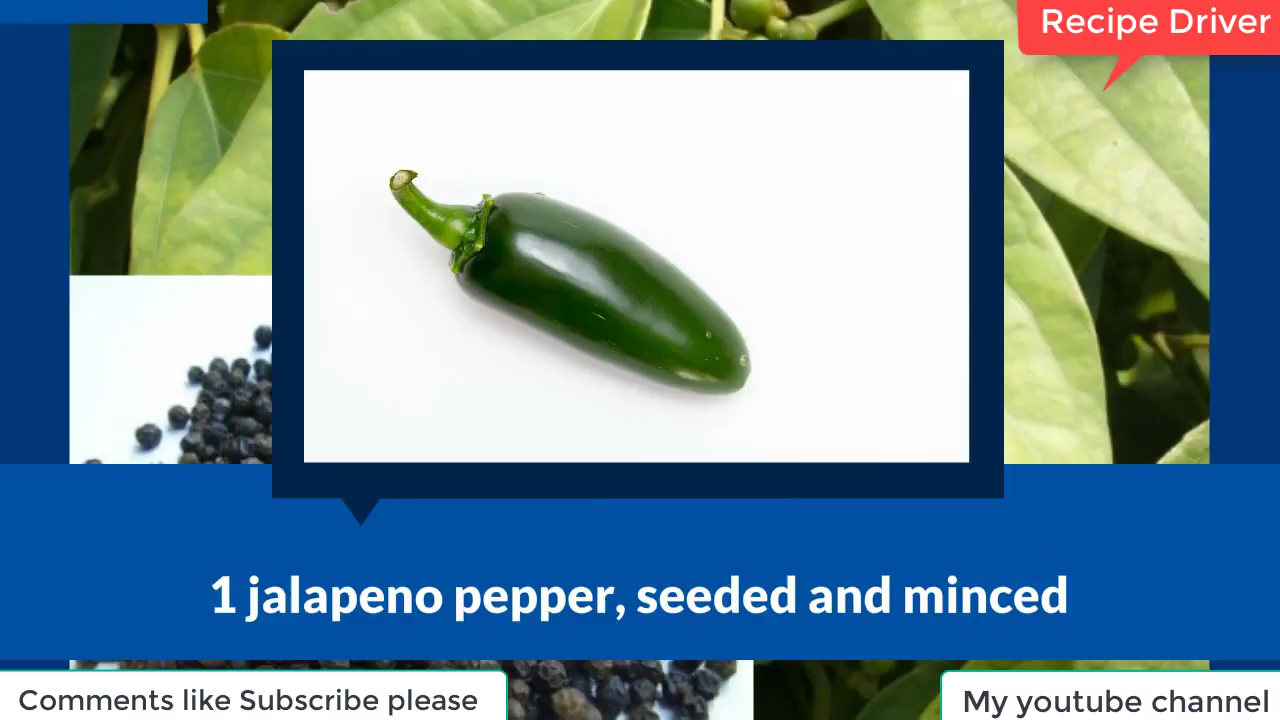 Recipe Driver
1 jalapeno pepper, seeded and minced
Comments like Subscribe please
My youtube channel